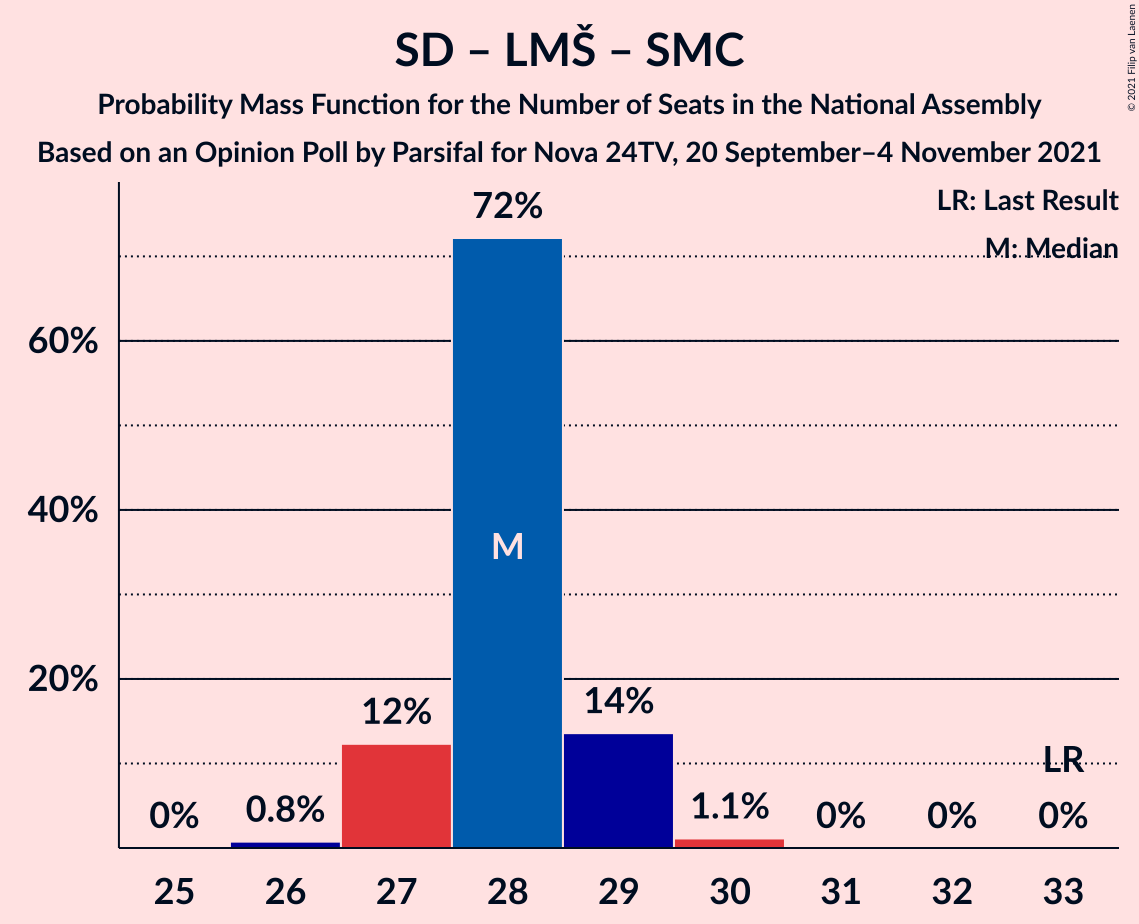 SD – LMŠ – SMC
Probability Mass Function for the Number of Seats in the National Assembly
Based on an Opinion Poll by Parsifal for Nova 24TV, 20 September–4 November 2021
© 2021 Filip van Laenen
LR: Last Result
M: Median
72%
60%
40%
M
20%
12%
14%
LR
0%
0.8%
1.1%
0%
0%
0%
25 26 27 28 29 30 31 32 33